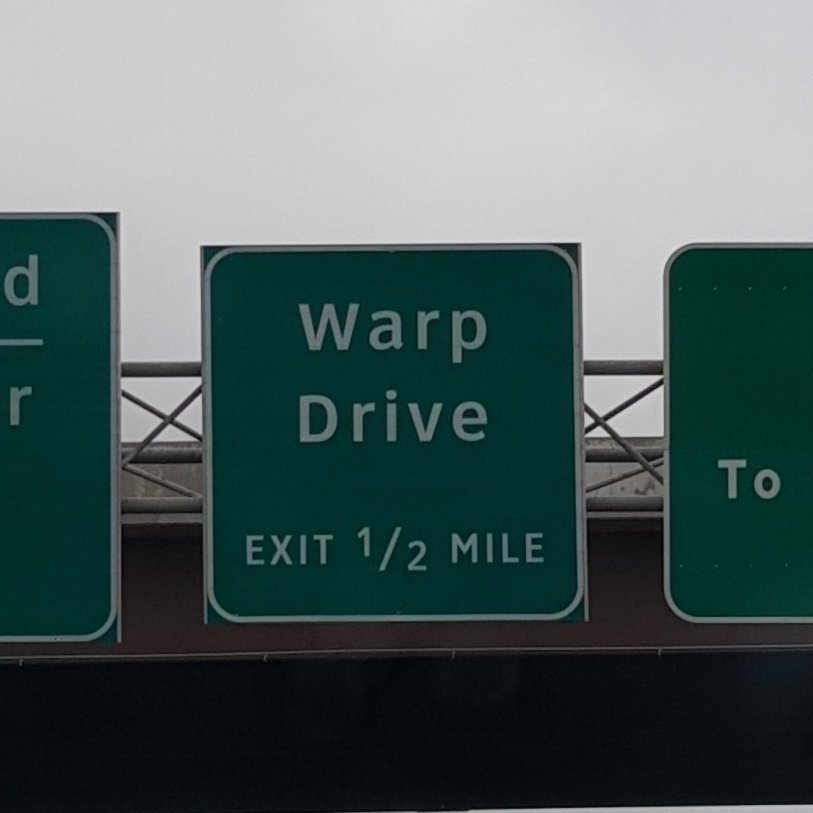 d
r
Warp
Drive
EXIT 1/2 MILE
To